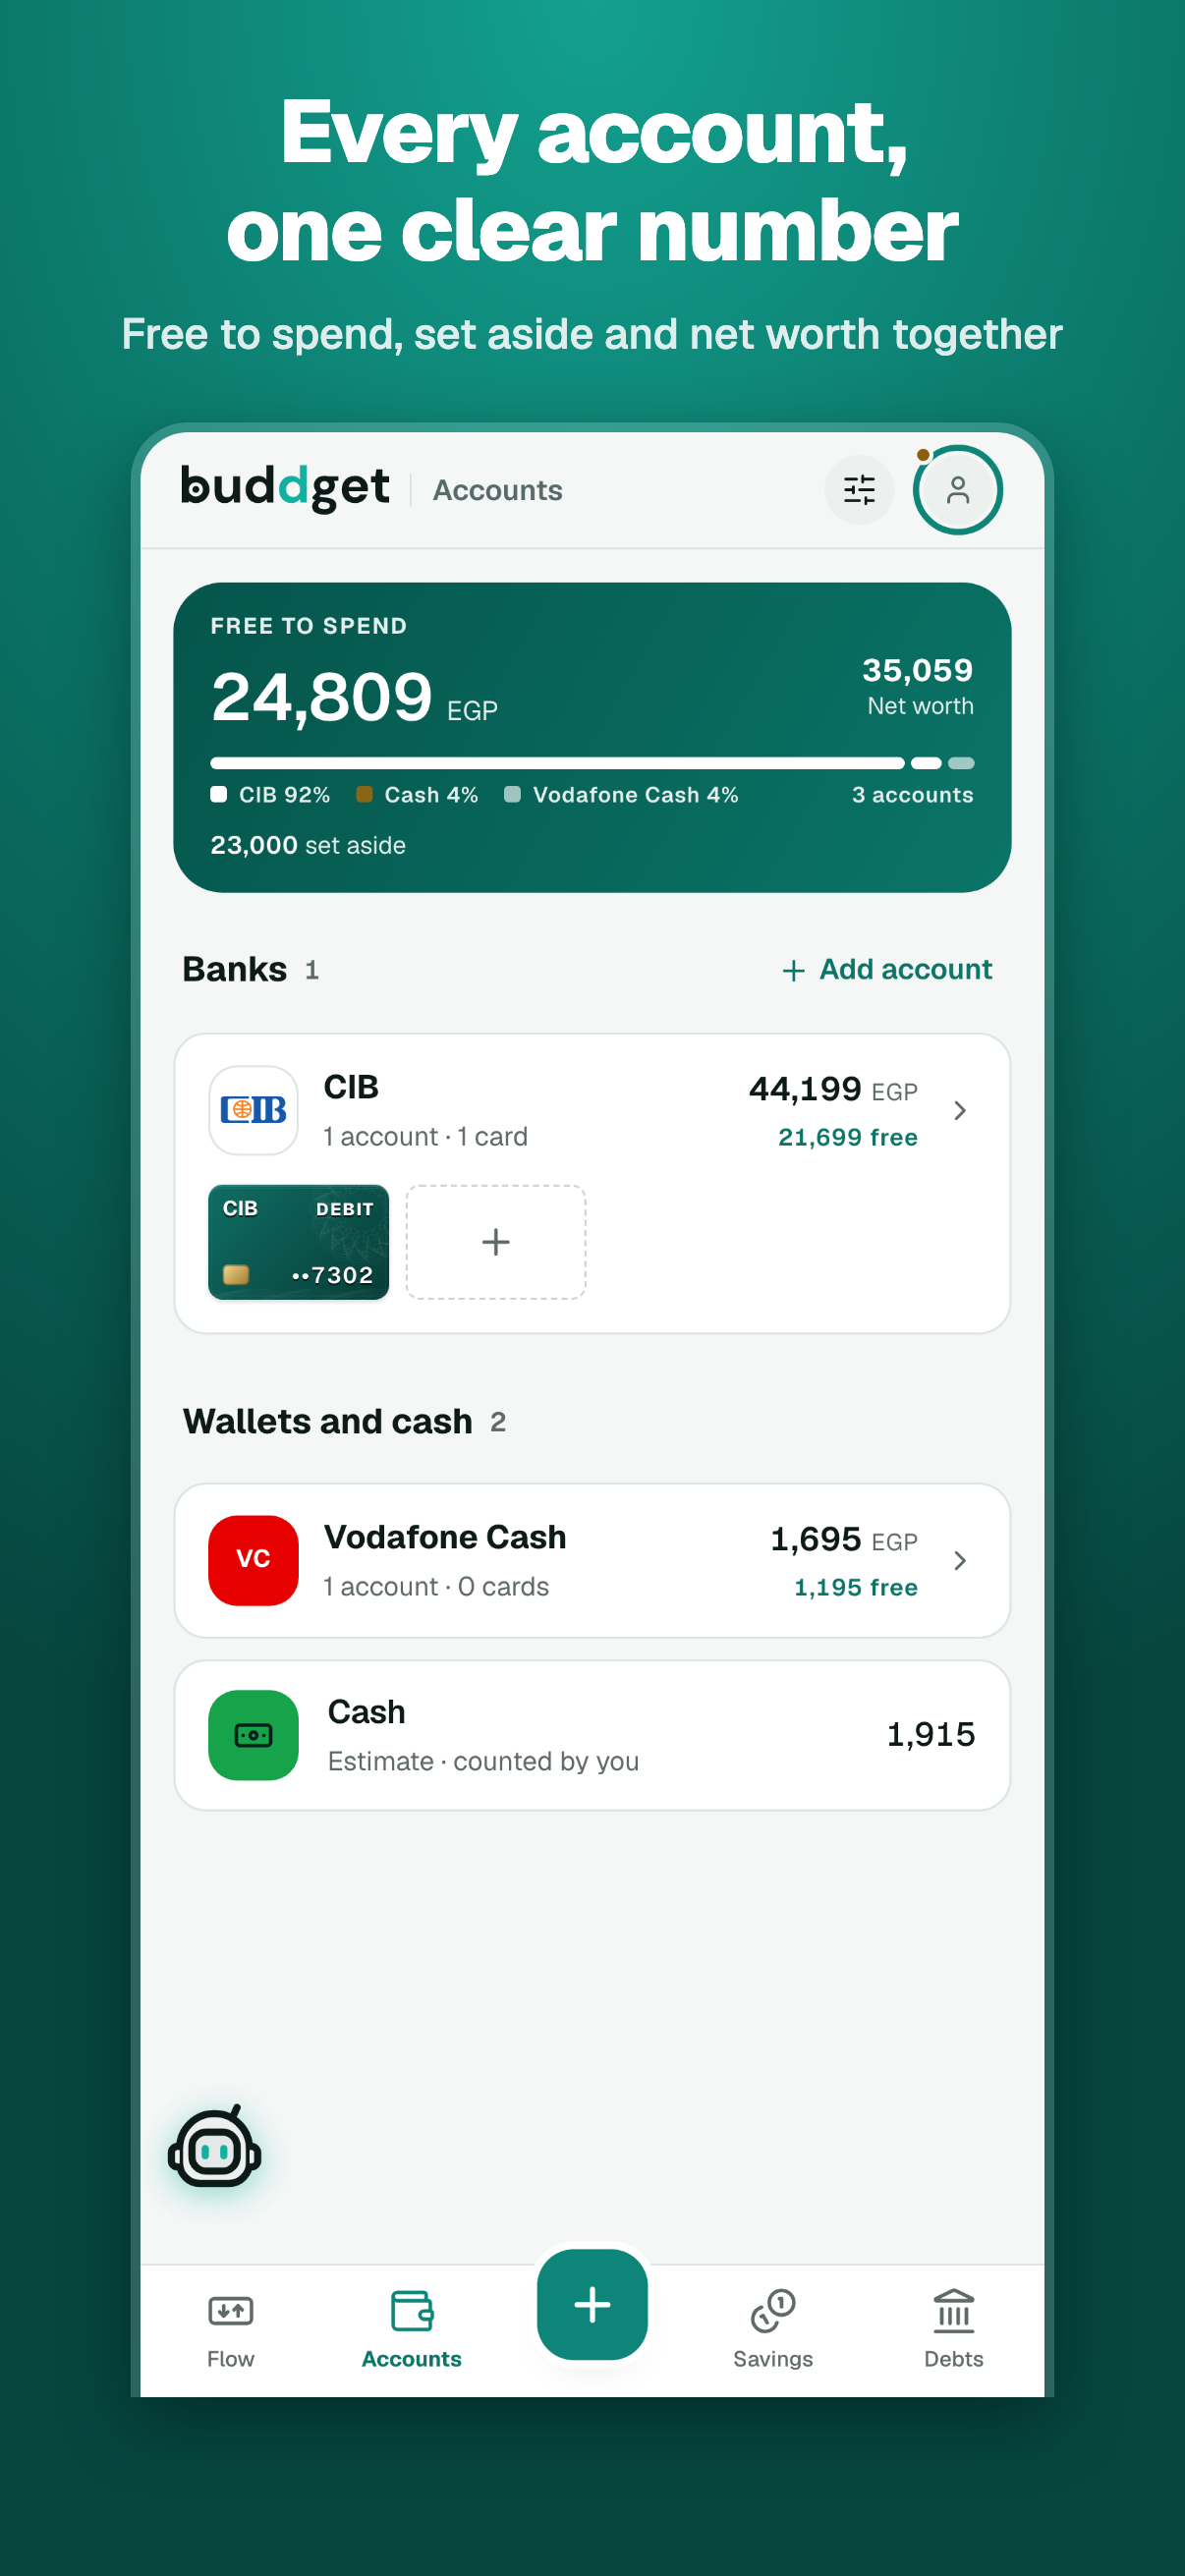 Every account,
one clear number
Free to spend, set aside and net worth together
buddget
Accounts
FREE TO SPEND
24,809 EGP
35,059
Net worth
CIB 92% Cash 4% Vodafone Cash 4% 3 accounts
23,000 set aside
Banks 1
+ Add account
CIB
CIB
1 account · 1 card
44,199 EGP
21,699 free
CIB DEBIT
••7302
Wallets and cash 2
VC
Vodafone Cash
1 account · 0 cards
1,695 EGP
1,195 free
Cash
Estimate · counted by you
1,915
Flow
Accounts
Savings
Debts